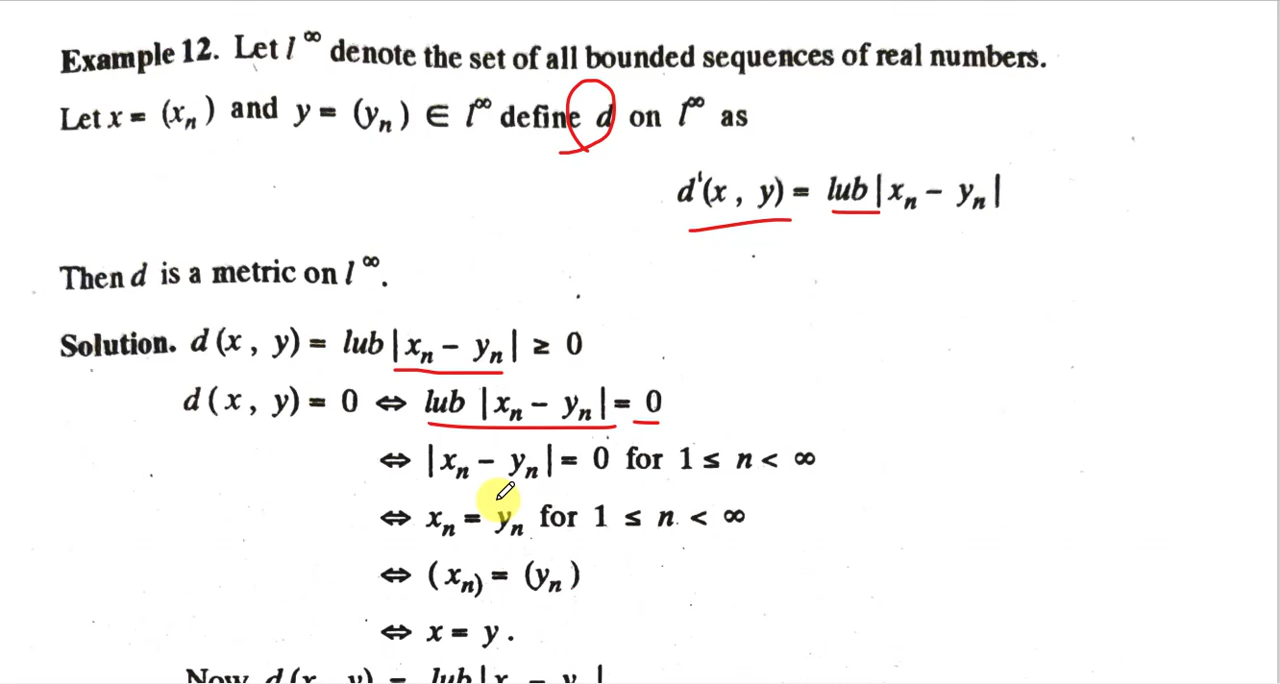 Example 12. Let l^∞ denote the set of all bounded sequences of real numbers.
Let x = (x_n) and y = (y_n) ∈ l^∞ define d on l^∞ as
d'(x, y) = lub |x_n - y_n|
Then d is a metric on l^∞.
Solution. d(x, y) = lub |x_n - y_n| ≥ 0
d(x, y) = 0 ⇔ lub |x_n - y_n| = 0
⇔ |x_n - y_n| = 0 for 1 ≤ n < ∞
⇔ x_n = y_n for 1 ≤ n < ∞
⇔ (x_n) = (y_n)
⇔ x = y.
Now d(x, y) = lub |x - y |